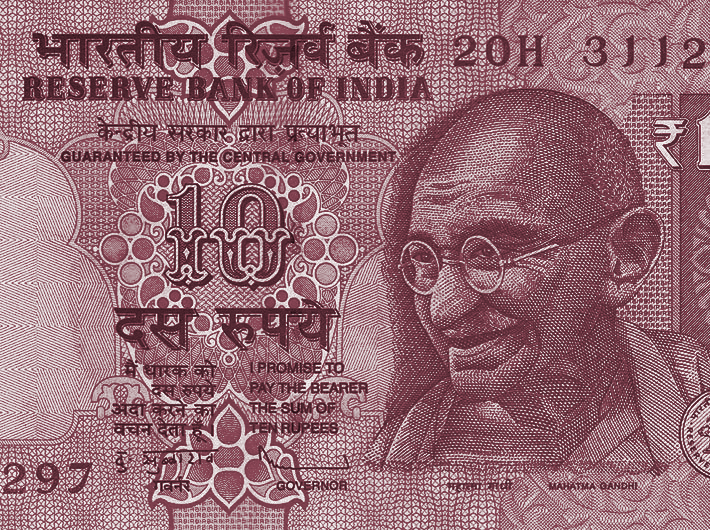 भारतीय रिज़र्व बैंक
20H 3112
RESERVE BANK OF INDIA
केन्द्रीय सरकार द्वारा प्रत्याभूत
GUARANTEED BY THE CENTRAL GOVERNMENT
₹ 1
10
दस रुपये
मैं धारक को
दस रुपये
अदा करने का
वचन देता हूँ।
I PROMISE TO
PAY THE BEARER
THE SUM OF
TEN RUPEES
297
गवर्नर
GOVERNOR
महात्मा गांधी
MAHATMA GANDHI